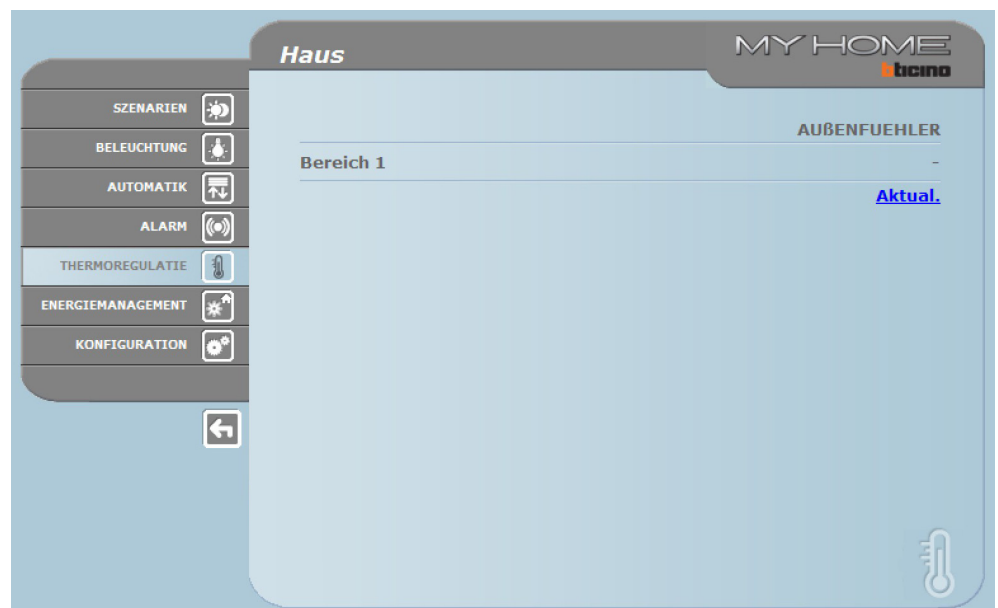 Haus
MY HOME
bticino
SZENARIEN
BELEUCHTUNG
AUTOMATIK
ALARM
THERMOREGULATIE
ENERGIEMANAGEMENT
KONFIGURATION
AUßENFUEHLER
Bereich 1 -
Aktual.